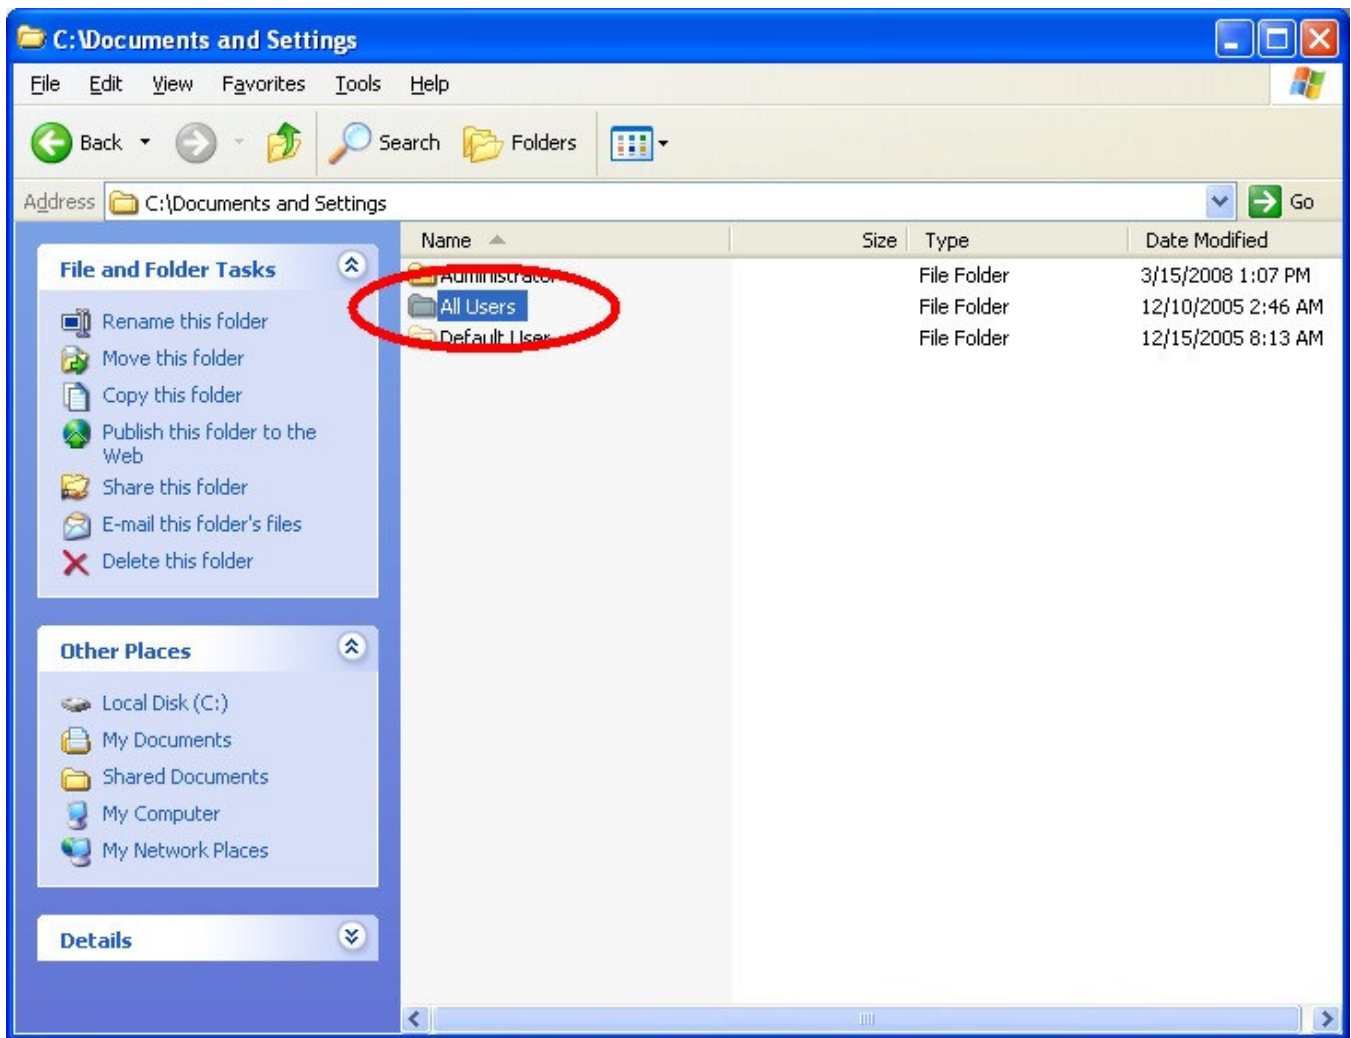 C:\Documents and Settings
File Edit View Favorites Tools Help
Back Search Folders
Address C:\Documents and Settings Go
Name Size Type Date Modified
Administrator File Folder 3/15/2008 1:07 PM
All Users File Folder 12/10/2005 2:46 AM
Default User File Folder 12/15/2005 8:13 AM
File and Folder Tasks
Rename this folder
Move this folder
Copy this folder
Publish this folder to the
Web
Share this folder
E-mail this folder's files
Delete this folder
Other Places
Local Disk (C:)
My Documents
Shared Documents
My Computer
My Network Places
Details